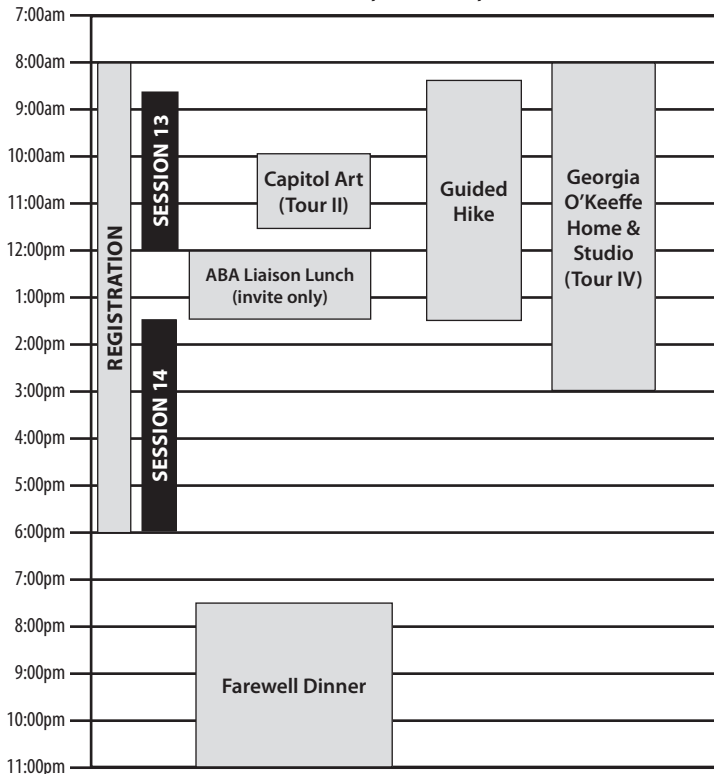 7:00am
8:00am
9:00am
10:00am
11:00am
12:00pm
1:00pm
2:00pm
3:00pm
4:00pm
5:00pm
6:00pm
7:00pm
8:00pm
9:00pm
10:00pm
11:00pm
REGISTRATION
SESSION 13
SESSION 14
Capitol Art
(Tour II)
ABA Liaison Lunch
(invite only)
Guided
Hike
Georgia
O'Keeffe
Home &
Studio
(Tour IV)
Farewell Dinner